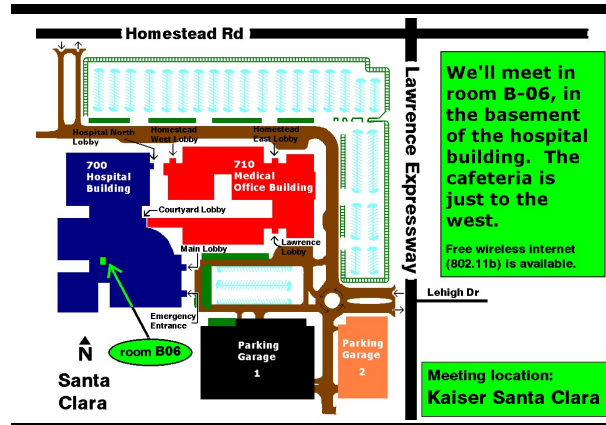 Homestead Rd
Lawrence Expressway
We'll meet in
room B-06, in
the basement
of the hospital
building.  The
cafeteria is
just to the
west.
Free wireless internet
(802.11b) is available.
Hospital North
Lobby
Homestead
West Lobby
Homestead
East Lobby
700
Hospital
Building
710
Medical
Office Building
Courtyard Lobby
Main Lobby
Lawrence
Lobby
Emergency
Entrance
Lehigh Dr
N
room B06
Parking
Garage
1
Parking
Garage
2
Santa
Clara
Meeting location:
Kaiser Santa Clara